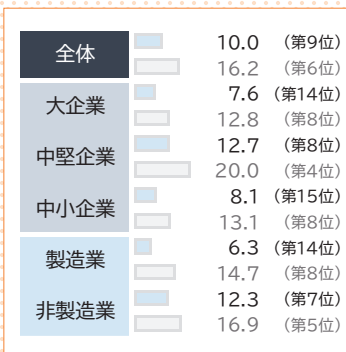 全体 10.0 (第9位)
16.2 (第6位)
大企業 7.6 (第14位)
12.8 (第8位)
中堅企業 12.7 (第8位)
20.0 (第4位)
中小企業 8.1 (第15位)
13.1 (第8位)
製造業 6.3 (第14位)
14.7 (第8位)
非製造業 12.3 (第7位)
16.9 (第5位)